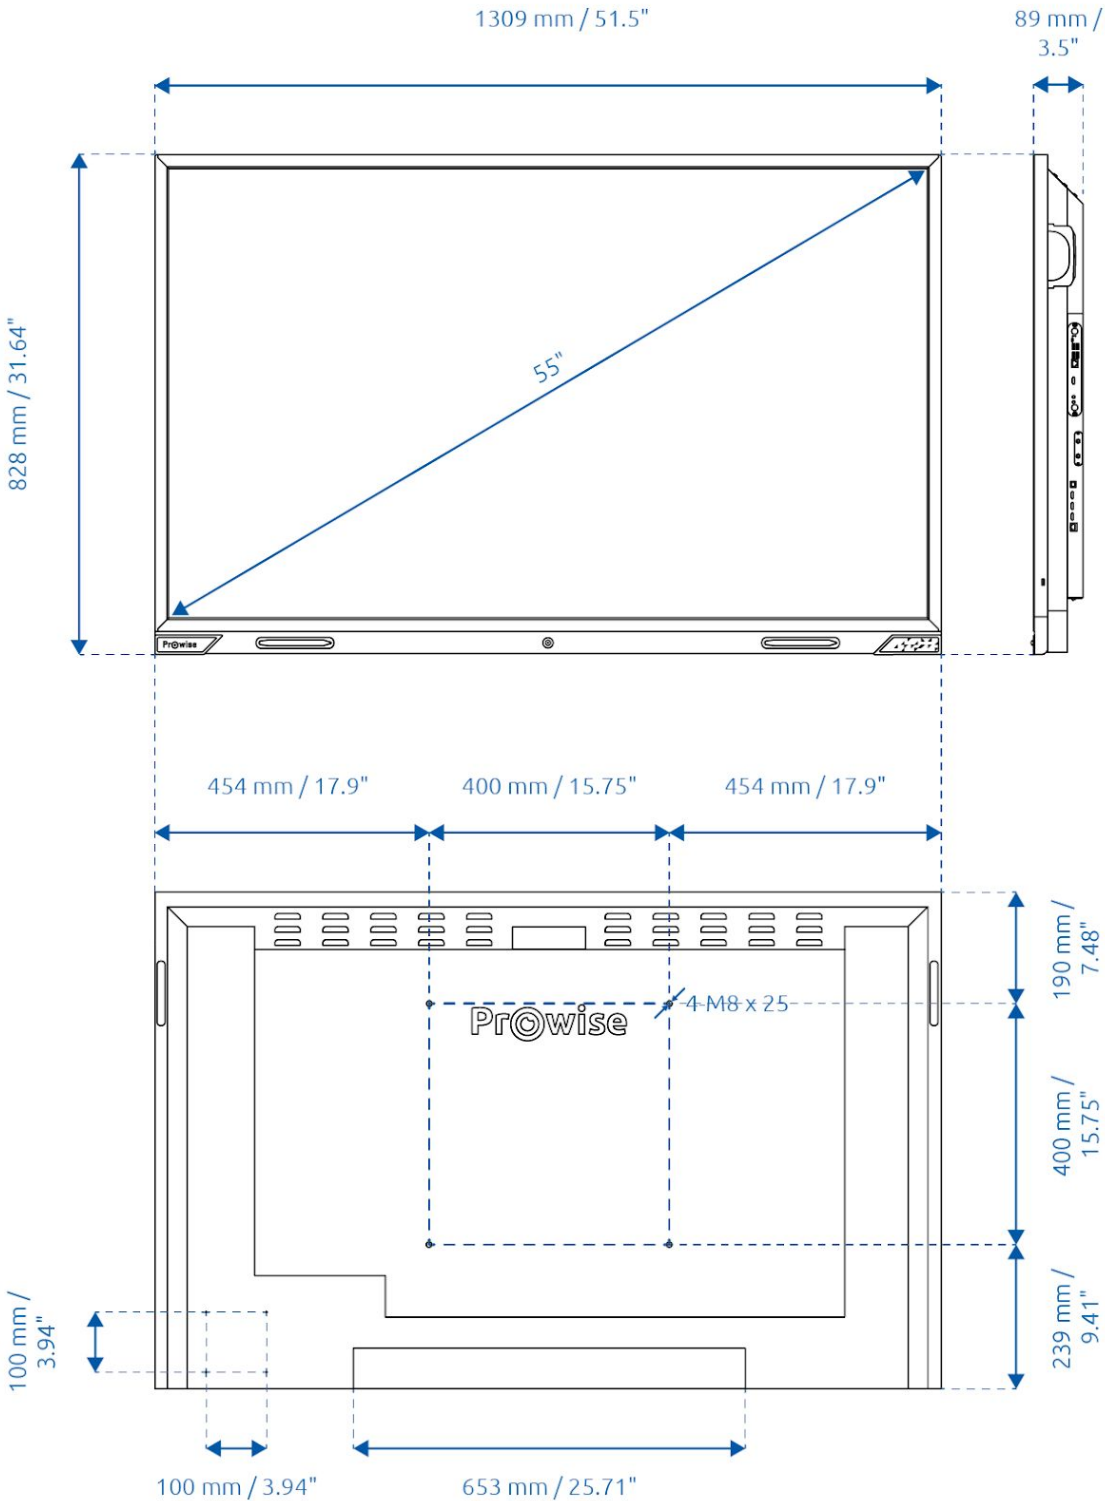 1309 mm / 51.5"
89 mm /
3.5"
828 mm / 31.64"
55"
Prowise
454 mm / 17.9"
400 mm / 15.75"
454 mm / 17.9"
190 mm /
7.48"
4-M8 x 25
Prowise
400 mm /
15.75"
239 mm /
9.41"
100 mm /
3.94"
100 mm / 3.94"
653 mm / 25.71"